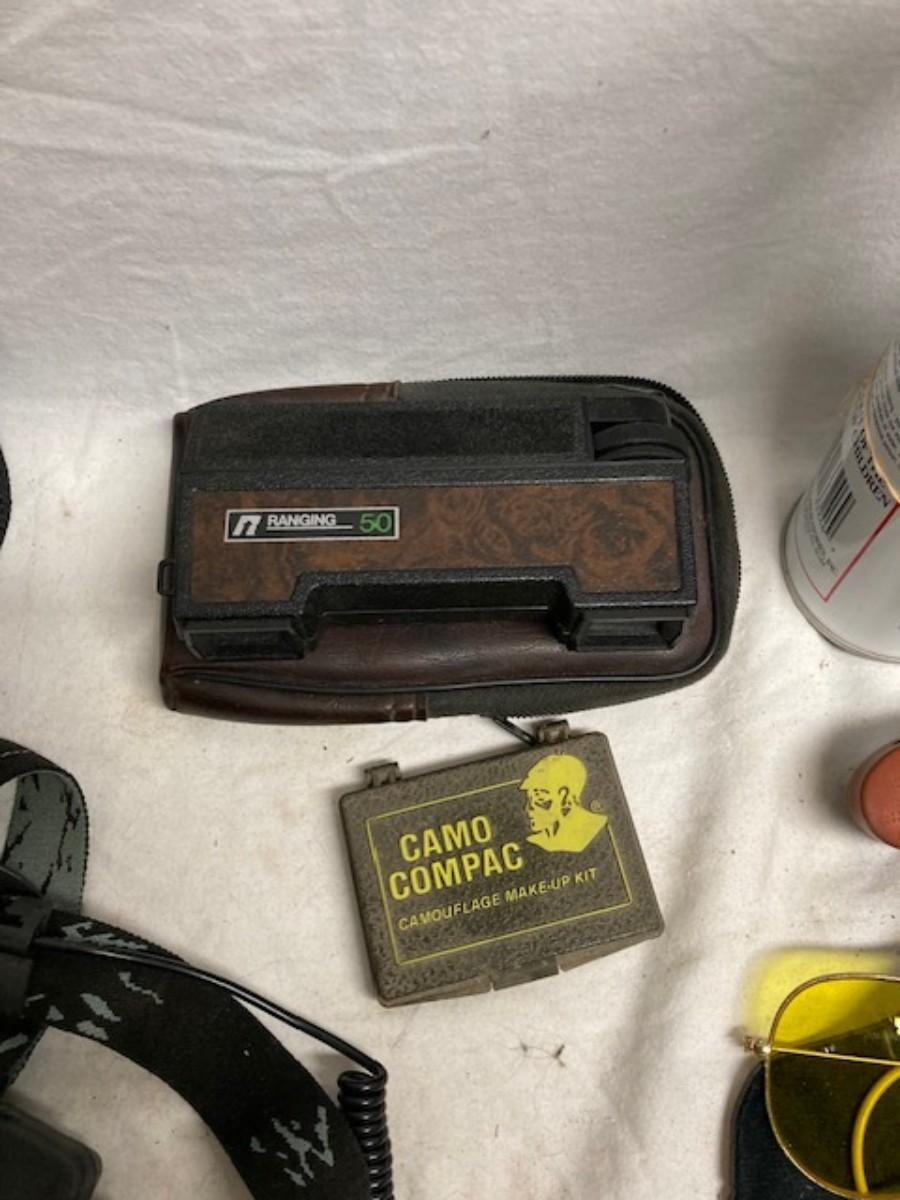 RANGING 50
CAMO
COMPAC
®
CAMOUFLAGE MAKE-UP KIT